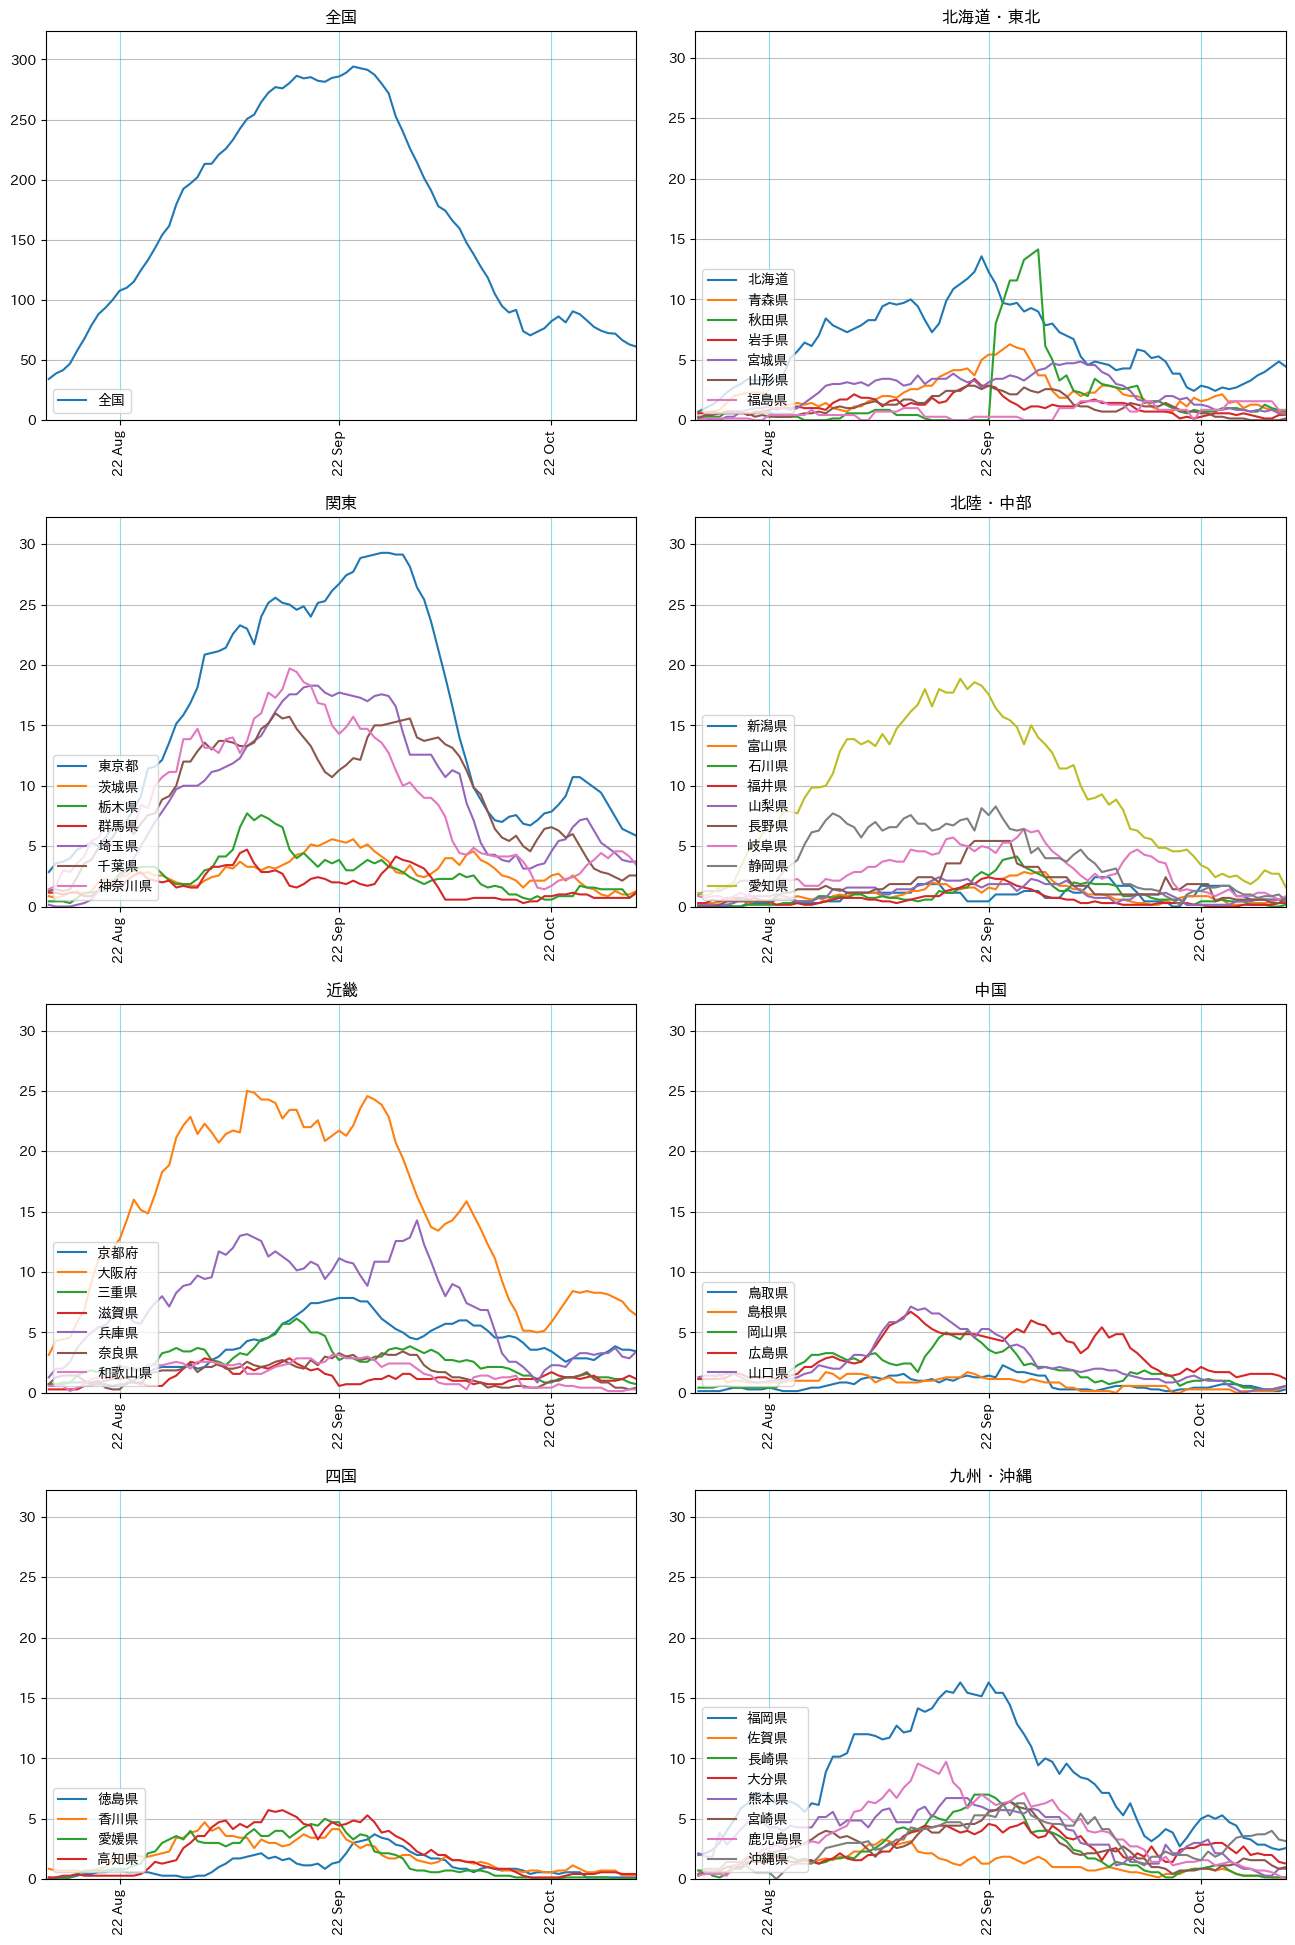 全国
300
250
200
150
100
50
0
全国
22 Aug
22 Sep
22 Oct
北海道・東北
30
25
20
15
10
5
0
北海道
青森県
秋田県
岩手県
宮城県
山形県
福島県
22 Aug
22 Sep
22 Oct
関東
30
25
20
15
10
5
0
東京都
茨城県
栃木県
群馬県
埼玉県
千葉県
神奈川県
22 Aug
22 Sep
22 Oct
北陸・中部
30
25
20
15
10
5
0
新潟県
富山県
石川県
福井県
山梨県
長野県
岐阜県
静岡県
愛知県
22 Aug
22 Sep
22 Oct
近畿
30
25
20
15
10
5
0
京都府
大阪府
三重県
滋賀県
兵庫県
奈良県
和歌山県
22 Aug
22 Sep
22 Oct
中国
30
25
20
15
10
5
0
鳥取県
島根県
岡山県
広島県
山口県
22 Aug
22 Sep
22 Oct
四国
30
25
20
15
10
5
0
徳島県
香川県
愛媛県
高知県
22 Aug
22 Sep
22 Oct
九州・沖縄
30
25
20
15
10
5
0
福岡県
佐賀県
長崎県
大分県
熊本県
宮崎県
鹿児島県
沖縄県
22 Aug
22 Sep
22 Oct